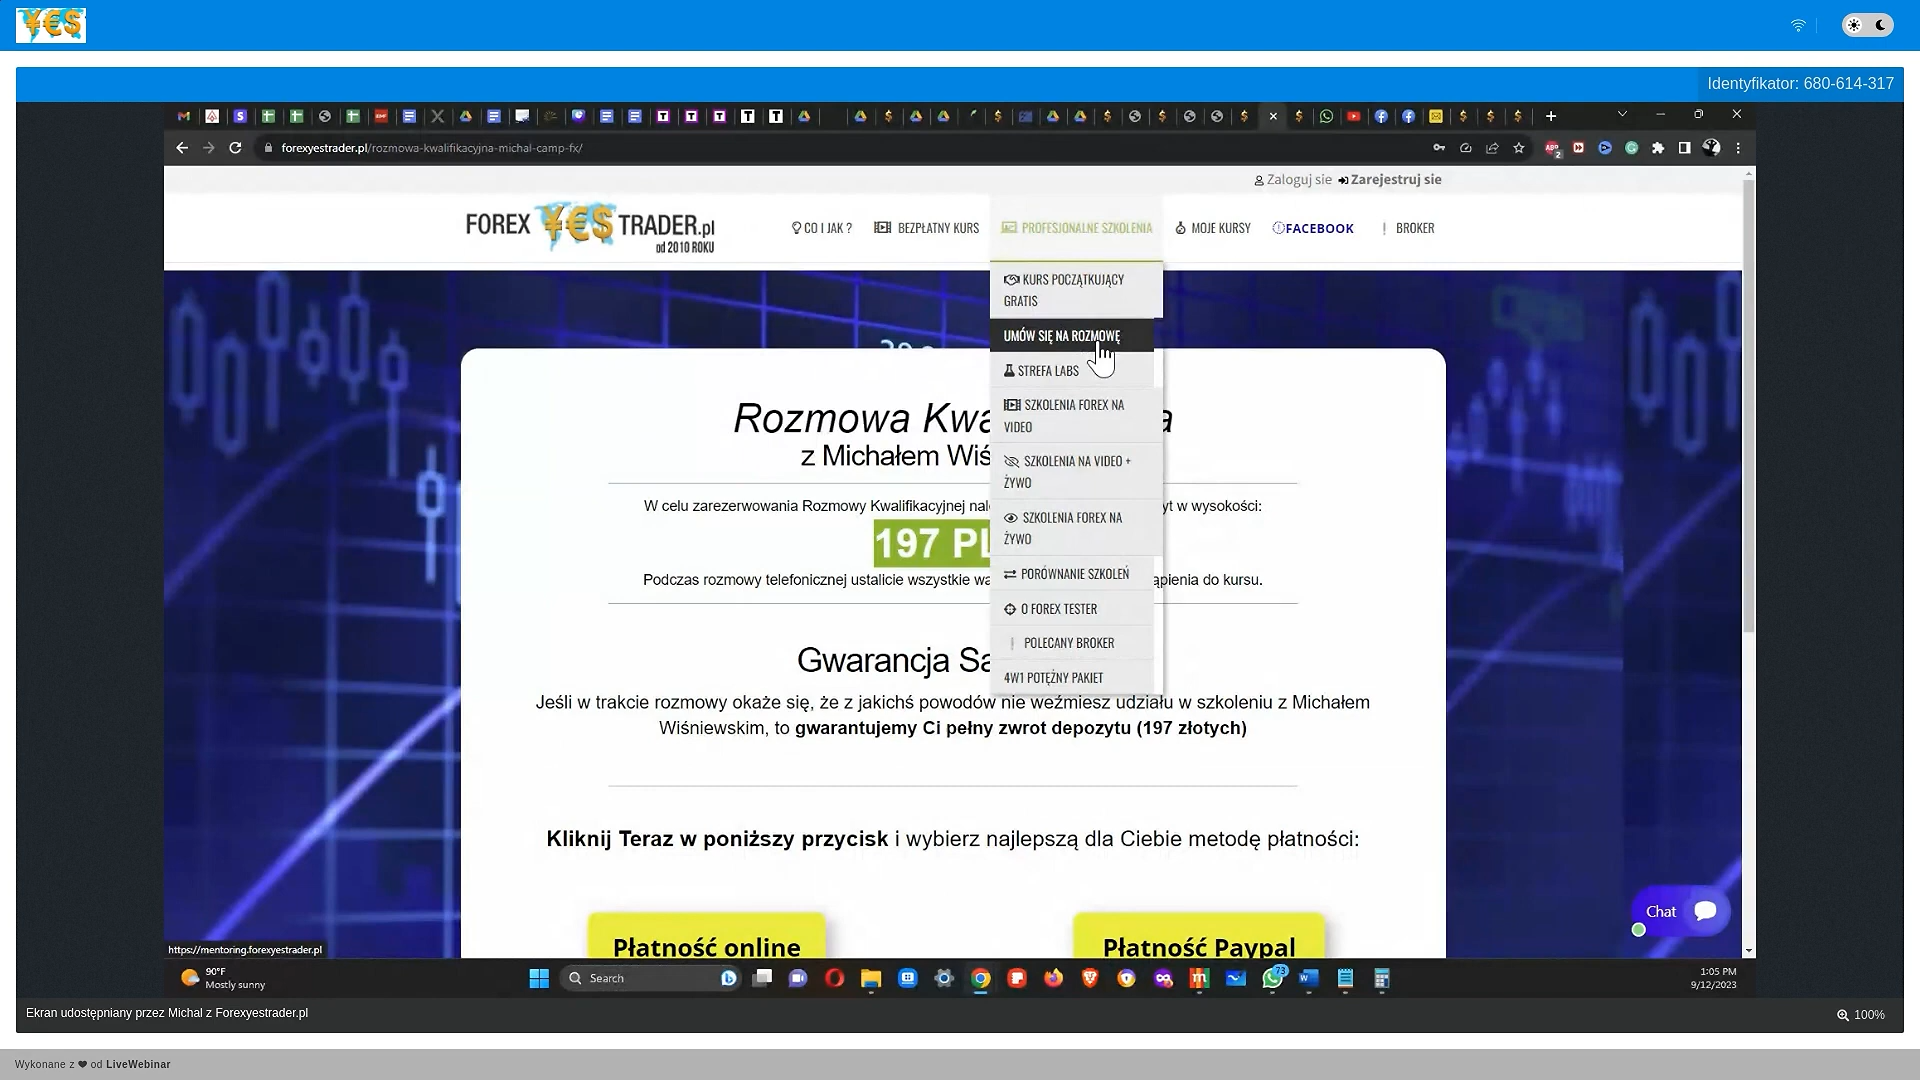 ¥€$
Identyfikator: 680-614-317
forexyestrader.pl/rozmowa-kwalifikacyjna-michal-camp-fx/
Zaloguj sie Zarejestruj sie
FOREX ¥€$ TRADER.pl
od 2010 ROKU
CO I JAK ? BEZPŁATNY KURS PROFESJONALNE SZKOLENIA MOJE KURSY FACEBOOK BROKER
KURS POCZĄTKUJĄCY
GRATIS
UMÓW SIĘ NA ROZMOWĘ
STREFA LABS
SZKOLENIA FOREX NA
VIDEO
SZKOLENIA NA VIDEO +
ŻYWO
SZKOLENIA FOREX NA
ŻYWO
PORÓWNANIE SZKOLEŃ
O FOREX TESTER
POLECANY BROKER
4W1 POTĘŻNY PAKIET
Rozmowa Kwa a
z Michałem Wiś
W celu zarezerwowania Rozmowy Kwalifikacyjnej nal yt w wysokości:
197 PL
Podczas rozmowy telefonicznej ustalicie wszystkie wa ąpienia do kursu.
Gwarancja Sa
Jeśli w trakcie rozmowy okaże się, że z jakichś powodów nie weźmiesz udziału w szkoleniu z Michałem
Wiśniewskim, to gwarantujemy Ci pełny zwrot depozytu (197 złotych)
Kliknij Teraz w poniższy przycisk i wybierz najlepszą dla Ciebie metodę płatności:
Płatność online Płatność Paypal
Chat
https://mentoring.forexyestrader.pl
90°F
Mostly sunny
Search
73
1:05 PM
9/12/2023
Ekran udostępniany przez Michal z Forexyestrader.pl
100%
Wykonane z ❤ od LiveWebinar